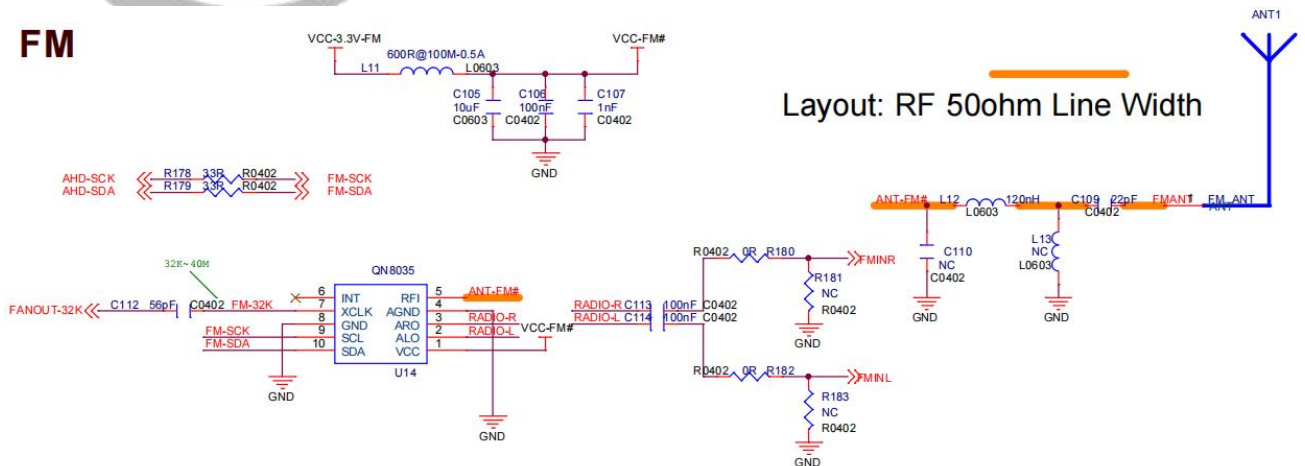 FM
VCC-3.3V-FM
VCC-FM#
600R@100M-0.5A
L11
L0603
C105
10uF
C0603
C106
100nF
C0402
C107
1nF
C0402
GND
ANT1
Layout: RF 50ohm Line Width
AHD-SCK R178 33R R0402 FM-SCK
AHD-SDA R179 33R R0402 FM-SDA
ANT-FM# L12 120nH C109 22pF FMANT 1 FM_ANT
L0603
C0402
ANT
C110
NC
C0402
GND
L13
NC
L0603
GND
32K~40M
FANOUT-32K C112 56pF C0402 FM-32K
QN8035
6 INT RFI 5 ANT-FM#
7 XCLK AGND 4
8 GND ARO 3 RADIO-R
9 SCL ALO 2 RADIO-L
10 SDA VCC 1
FM-SCK
FM-SDA
VCC-FM#
U14
GND
GND
RADIO-R C113 100nF C0402
RADIO-L C114 100nF C0402
R0402 0R R180 FMINR
R181
NC
R0402
GND
R0402 0R R182 FMINL
R183
NC
R0402
GND